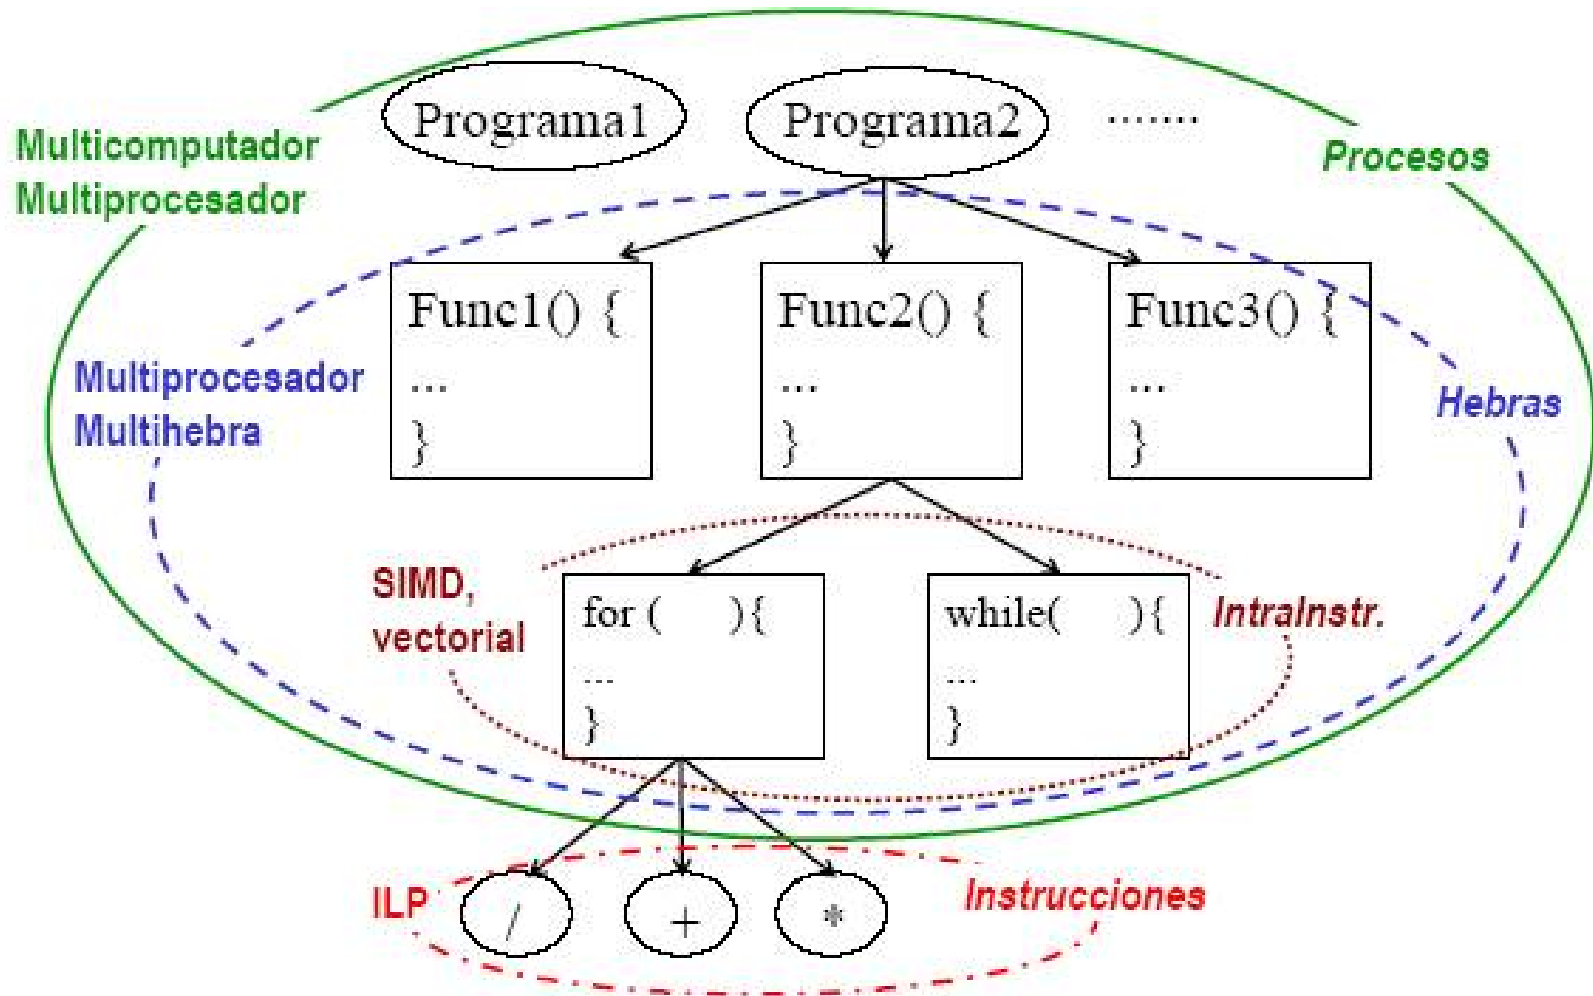 Programa1
Programa2
.......
Multicomputador
Multiprocesador
Procesos
Func1() {
...
}
Func2() {
...
}
Func3() {
...
}
Multiprocesador
Multihebra
Hebras
SIMD,
vectorial
for ( ){
...
}
while( ){
...
}
IntraInstr.
ILP
/
+
*
Instrucciones